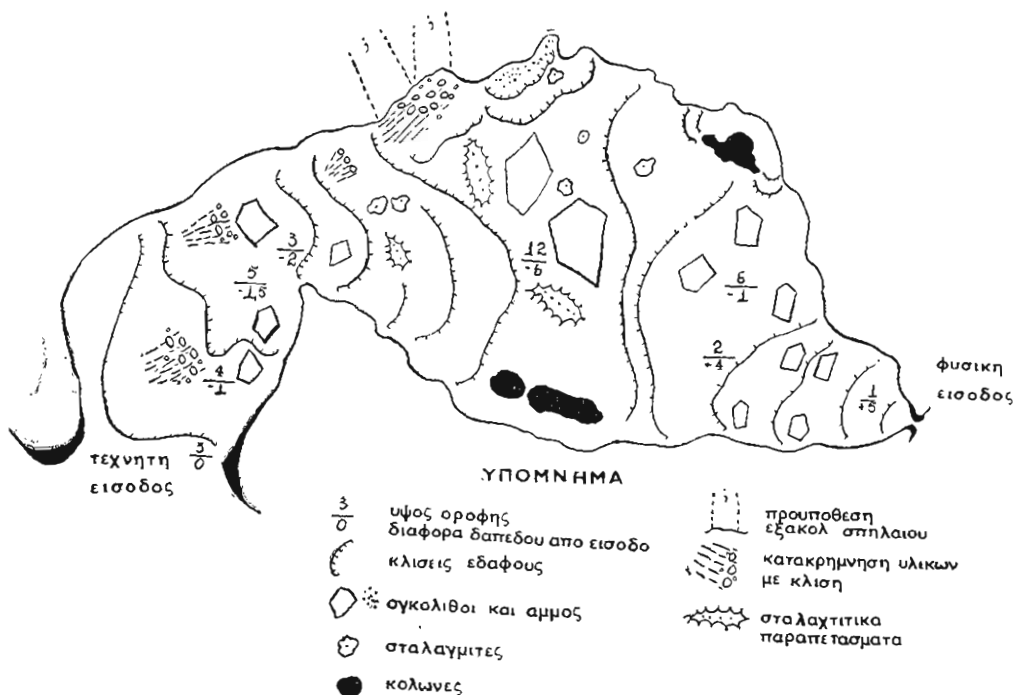 ;
;
12
-6
3
-2
5
-1,5
4
-1
6
-1
2
+4
1
+5
φυσικη
εισοδος
τεχνητη
εισοδος
3
0
ΥΠΟΜΝΗΜΑ
3
0
υψος οροφης
διαφορα δαπεδου απο εισοδο
κλισεις εδαφους
ογκολιθοι και αμμος
σταλαγμιτες
κολωνες
;
προυποθεση
εξακολ σπηλαιου
κατακρημνηση υλικων
με κλιση
σταλαχτιτικα
παραπετασματα